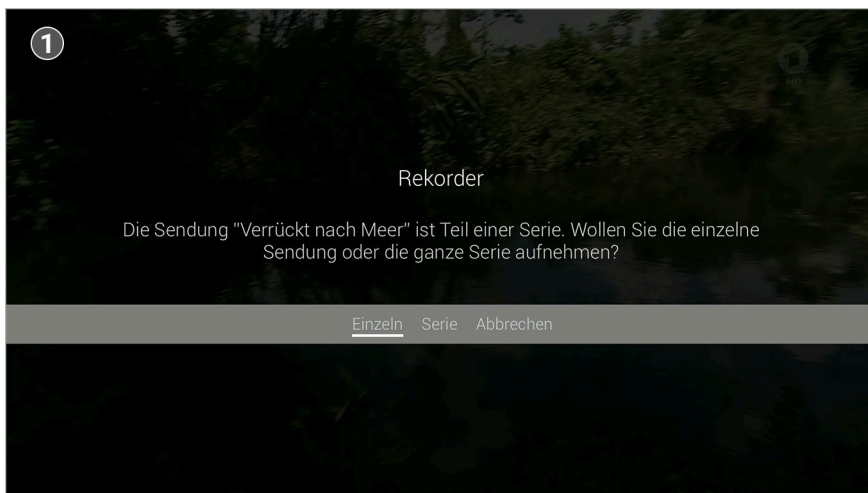 1
HD
Rekorder
Die Sendung "Verrückt nach Meer" ist Teil einer Serie. Wollen Sie die einzelne
Sendung oder die ganze Serie aufnehmen?
Einzeln Serie Abbrechen